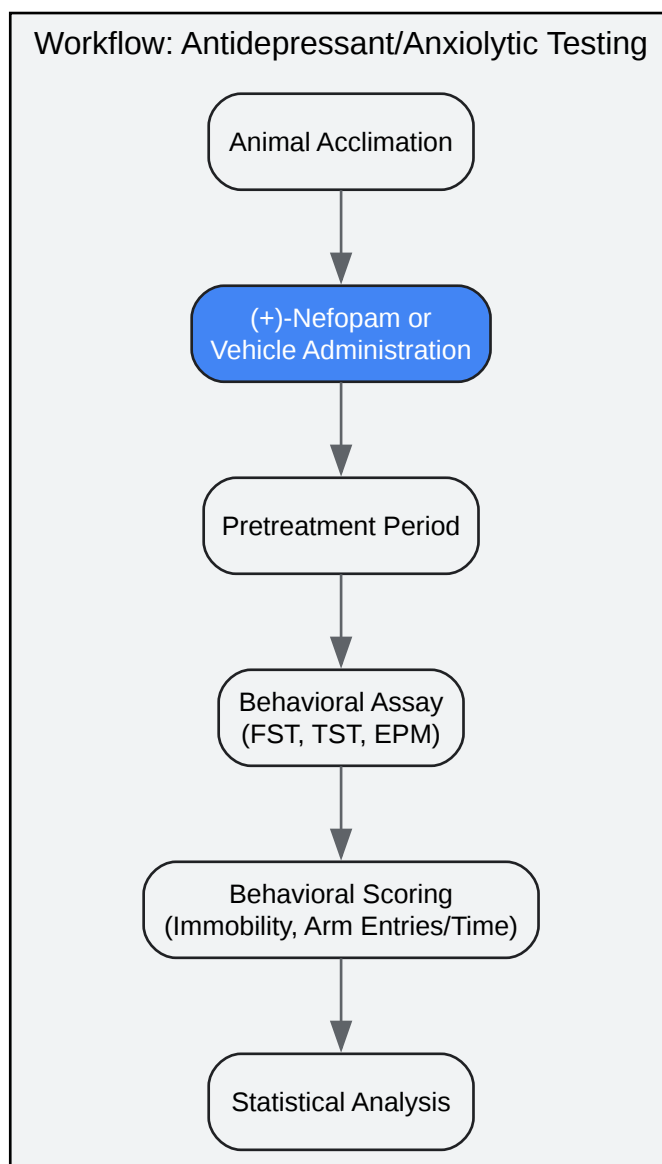 Workflow: Antidepressant/Anxiolytic Testing
Animal Acclimation
(+)-Nefopam or
Vehicle Administration
Pretreatment Period
Behavioral Assay
(FST, TST, EPM)
Behavioral Scoring
(Immobility, Arm Entries/Time)
Statistical Analysis